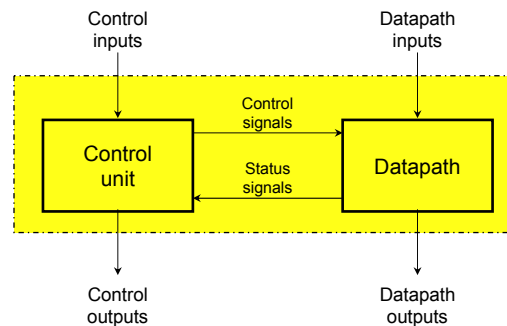 Control
inputs
Datapath
inputs
Control
signals
Control
unit
Status
signals
Datapath
Control
outputs
Datapath
outputs